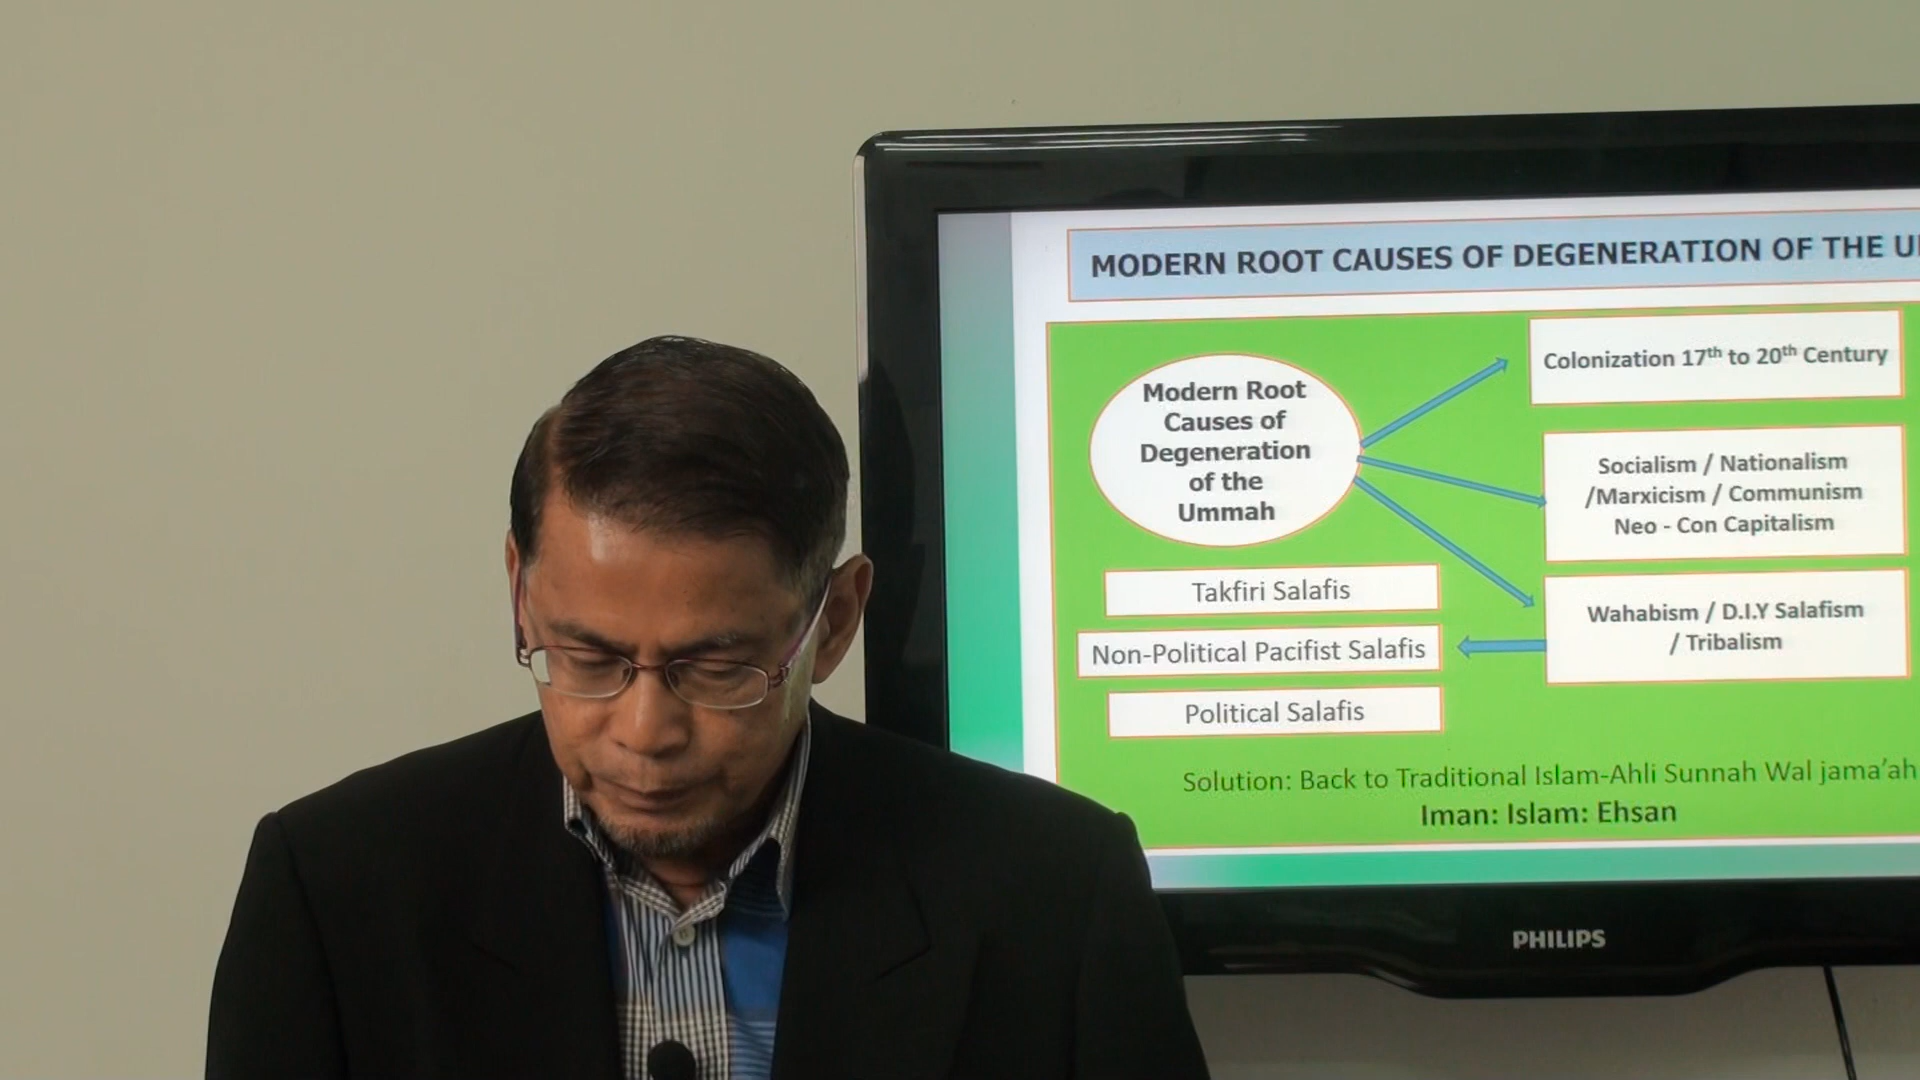 MODERN ROOT CAUSES OF DEGENERATION OF THE
Modern Root
Causes of
Degeneration
of the
Ummah
Colonization 17th to 20th Century
Socialism / Nationalism
/Marxicism / Communism
Neo - Con Capitalism
Wahabism / D.I.Y Salafism
/ Tribalism
Takfiri Salafis
Non-Political Pacifist Salafis
Political Salafis
Solution: Back to Traditional Islam-Ahli Sunnah Wal jama’ah
Iman: Islam: Ehsan
PHILIPS